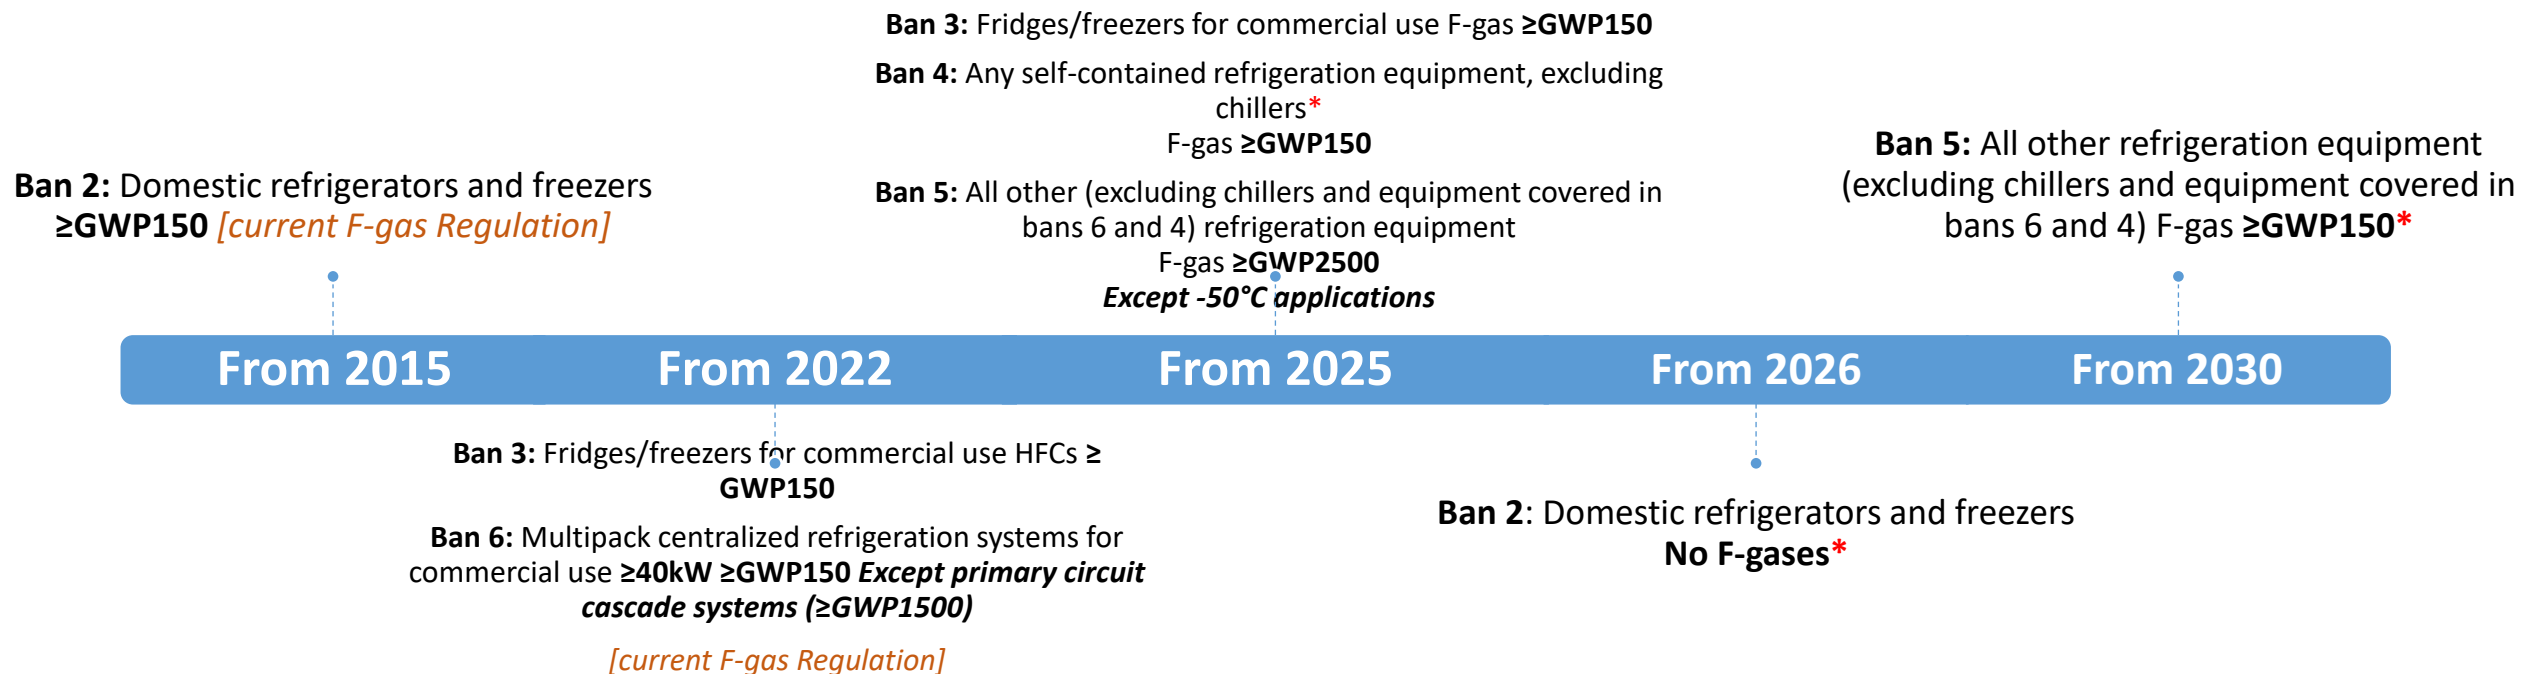 Ban 3: Fridges/freezers for commercial use F-gas ≥GWP150
Ban 4: Any self-contained refrigeration equipment, excluding
chillers*
F-gas ≥GWP150
Ban 5: All other (excluding chillers and equipment covered in
bans 6 and 4) refrigeration equipment
F-gas ≥GWP2500
Except -50°C applications
Ban 2: Domestic refrigerators and freezers
≥GWP150 [current F-gas Regulation]
Ban 5: All other refrigeration equipment
(excluding chillers and equipment covered in
bans 6 and 4) F-gas ≥GWP150*
From 2015
From 2022
From 2025
From 2026
From 2030
Ban 3: Fridges/freezers for commercial use HFCs ≥
GWP150
Ban 6: Multipack centralized refrigeration systems for
commercial use ≥40kW ≥GWP150 Except primary circuit
cascade systems (≥GWP1500)
[current F-gas Regulation]
Ban 2: Domestic refrigerators and freezers
No F-gases*